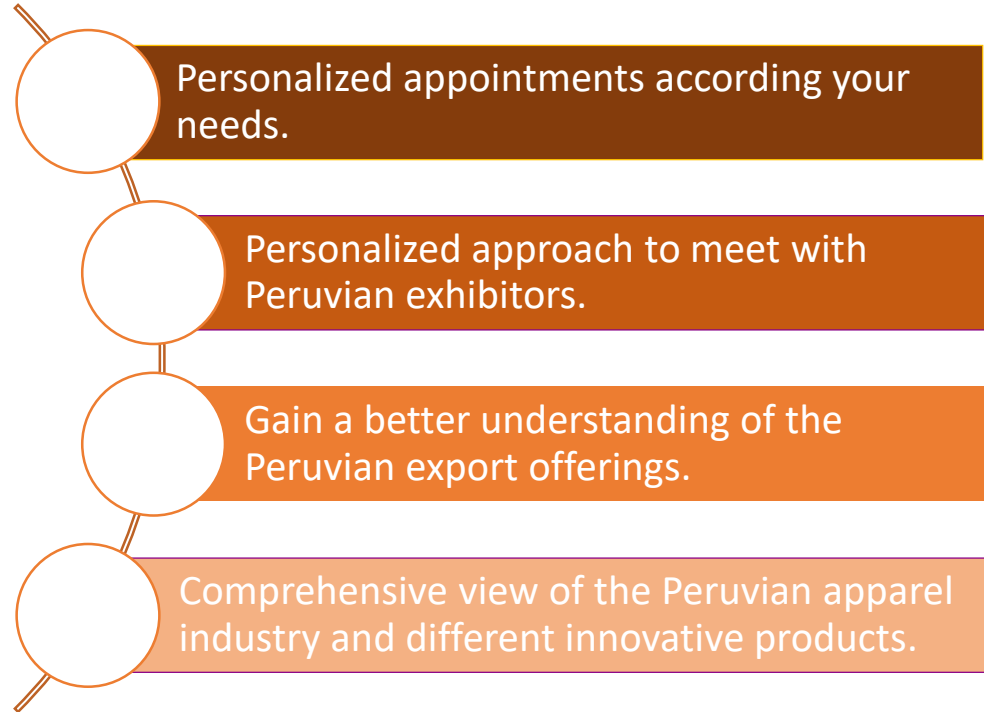 Personalized appointments according your
needs.
Personalized approach to meet with
Peruvian exhibitors.
Gain a better understanding of the
Peruvian export offerings.
Comprehensive view of the Peruvian apparel
industry and different innovative products.